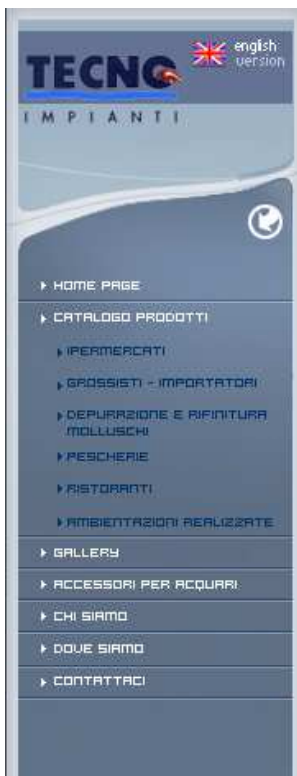 english
version
TECNO
IMPIANTI
HOME PAGE
CATALOGO PRODOTTI
IPERMERCATI
GROSSISTI - IMPORTATORI
DEPURAZIONE E RIFINITURA
MOLLUSCHI
PESCHERIE
RISTORANTI
AMBIENTAZIONI REALIZZATE
GALLERY
ACCESSORI PER ACQUARI
CHI SIAMO
DOVE SIAMO
CONTATTACI